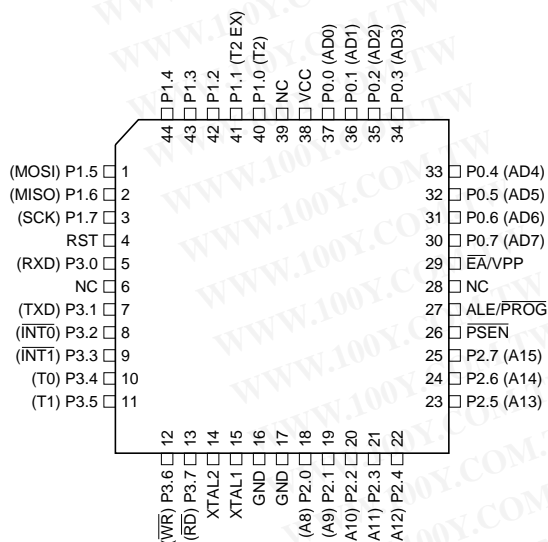 44 P1.4
43 P1.3
42 P1.2
41 P1.1 (T2 EX)
40 P1.0 (T2)
39 NC
38 VCC
37 P0.0 (AD0)
36 P0.1 (AD1)
35 P0.2 (AD2)
34 P0.3 (AD3)
(MOSI) P1.5 1
(MISO) P1.6 2
(SCK) P1.7 3
RST 4
(RXD) P3.0 5
NC 6
(TXD) P3.1 7
(INT0) P3.2 8
(INT1) P3.3 9
(T0) P3.4 10
(T1) P3.5 11
33 P0.4 (AD4)
32 P0.5 (AD5)
31 P0.6 (AD6)
30 P0.7 (AD7)
29 EA/VPP
28 NC
27 ALE/PROG
26 PSEN
25 P2.7 (A15)
24 P2.6 (A14)
23 P2.5 (A13)
(WR) P3.6 12
(RD) P3.7 13
XTAL2 14
XTAL1 15
GND 16
GND 17
(A8) P2.0 18
(A9) P2.1 19
A10) P2.2 20
A11) P2.3 21
A12) P2.4 22
WWW.100Y.COM.TW